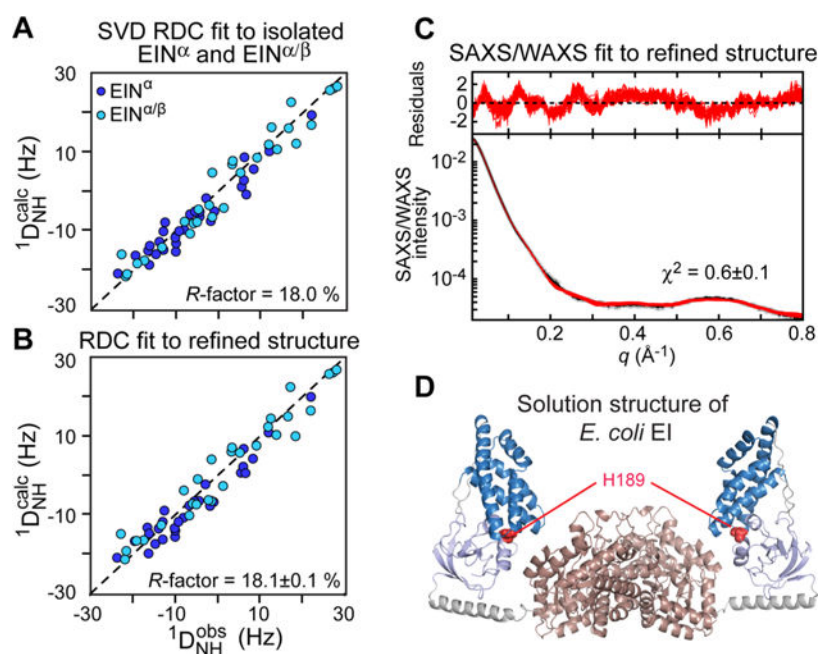 A
SVD RDC fit to isolated
EINα and EINα/β
30
10
-10
-30
¹DNHcalc (Hz)
EINα
EINα/β
R-factor = 18.0 %
B
RDC fit to refined structure
30
10
-10
-30
¹DNHcalc (Hz)
R-factor = 18.1±0.1 %
-30 -10 10 30
¹DNHobs (Hz)
C
SAXS/WAXS fit to refined structure
Residuals
2
0
-2
SAXS/WAXS
intensity
10-2
10-3
10-4
χ2 = 0.6±0.1
0.2 0.4 0.6 0.8
q (Å-1)
D
Solution structure of
E. coli EI
H189